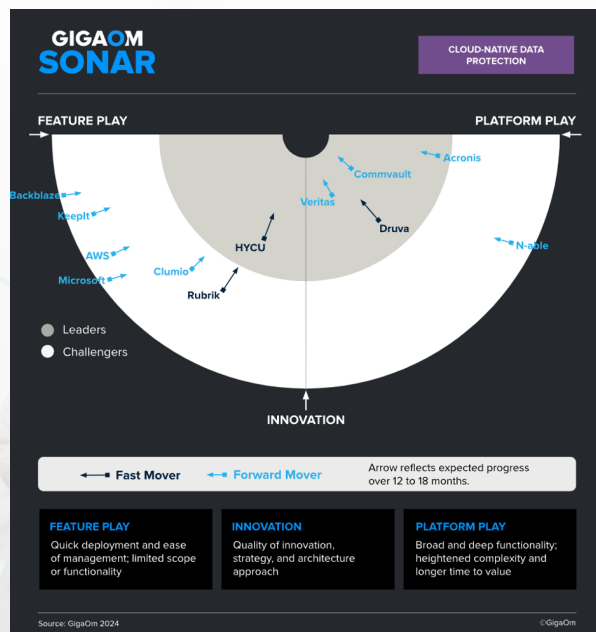 GIGAOM
SONAR
CLOUD-NATIVE DATA
PROTECTION
FEATURE PLAY
PLATFORM PLAY
Acronis
Commvault
Backblaze
Veritas
KeepIt
Druva
HYCU
N-able
AWS
Clumio
Microsoft
Rubrik
Leaders
Challengers
INNOVATION
Fast Mover
Forward Mover
Arrow reflects expected progress
over 12 to 18 months.
FEATURE PLAY
Quick deployment and ease
of management; limited scope
or functionality
INNOVATION
Quality of innovation,
strategy, and architecture
approach
PLATFORM PLAY
Broad and deep functionality;
heightened complexity and
longer time to value
Source: GigaOm 2024
©GigaOm